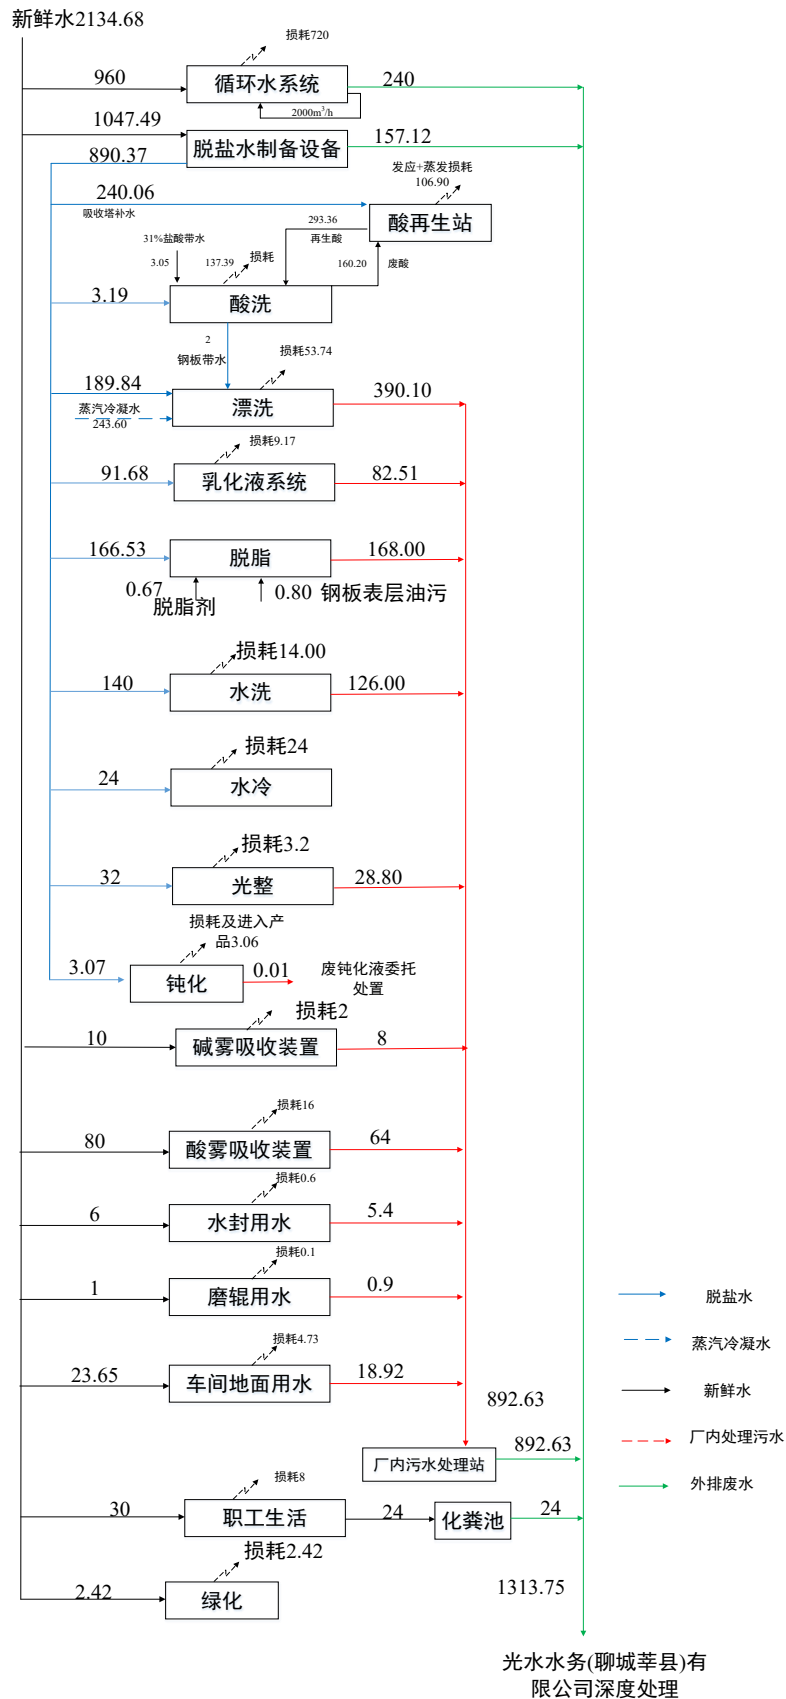 新鲜水2134.68
损耗720
960
循环水系统
240
2000m³/h
1047.49
脱盐水制备设备
157.12
890.37
发应+蒸发损耗
106.90
240.06
吸收塔补水
酸再生站
293.36
再生酸
31%盐酸带水
3.05
137.39
损耗
160.20
废酸
3.19
酸洗
2
钢板带水
损耗53.74
189.84
漂洗
390.10
蒸汽冷凝水
243.60
损耗9.17
91.68
乳化液系统
82.51
166.53
脱脂
168.00
0.67
脱脂剂
0.80
钢板表层油污
损耗14.00
140
水洗
126.00
损耗24
24
水冷
损耗3.2
32
光整
28.80
损耗及进入产
品3.06
3.07
钝化
0.01
废钝化液委托
处置
损耗2
10
碱雾吸收装置
8
损耗16
80
酸雾吸收装置
64
损耗0.6
6
水封用水
5.4
损耗0.1
1
磨辊用水
0.9
损耗4.73
23.65
车间地面用水
18.92
892.63
厂内污水处理站
892.63
损耗8
30
职工生活
24
化粪池
24
损耗2.42
2.42
绿化
1313.75
光水水务(聊城莘县)有
限公司深度处理
脱盐水
蒸汽冷凝水
新鲜水
厂内处理污水
外排废水